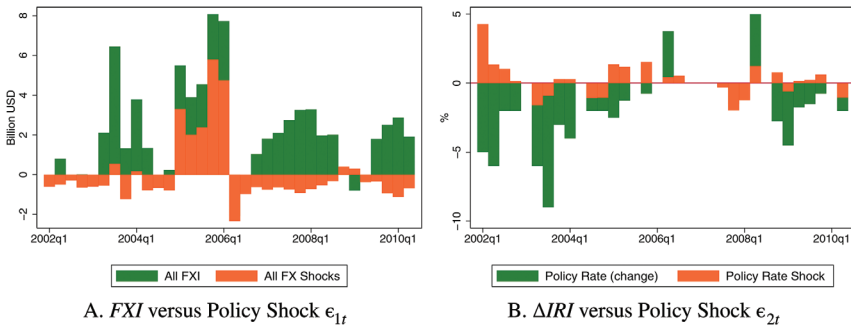 8
6
4
2
0
−2
Billion USD
2002q1 2004q1 2006q1 2008q1 2010q1
All FXI All FX Shocks
A. FXI versus Policy Shock ϵ1t
5
0
−5
−10
%
2002q1 2004q1 2006q1 2008q1 2010q1
Policy Rate (change) Policy Rate Shock
B. ΔIRI versus Policy Shock ϵ2t